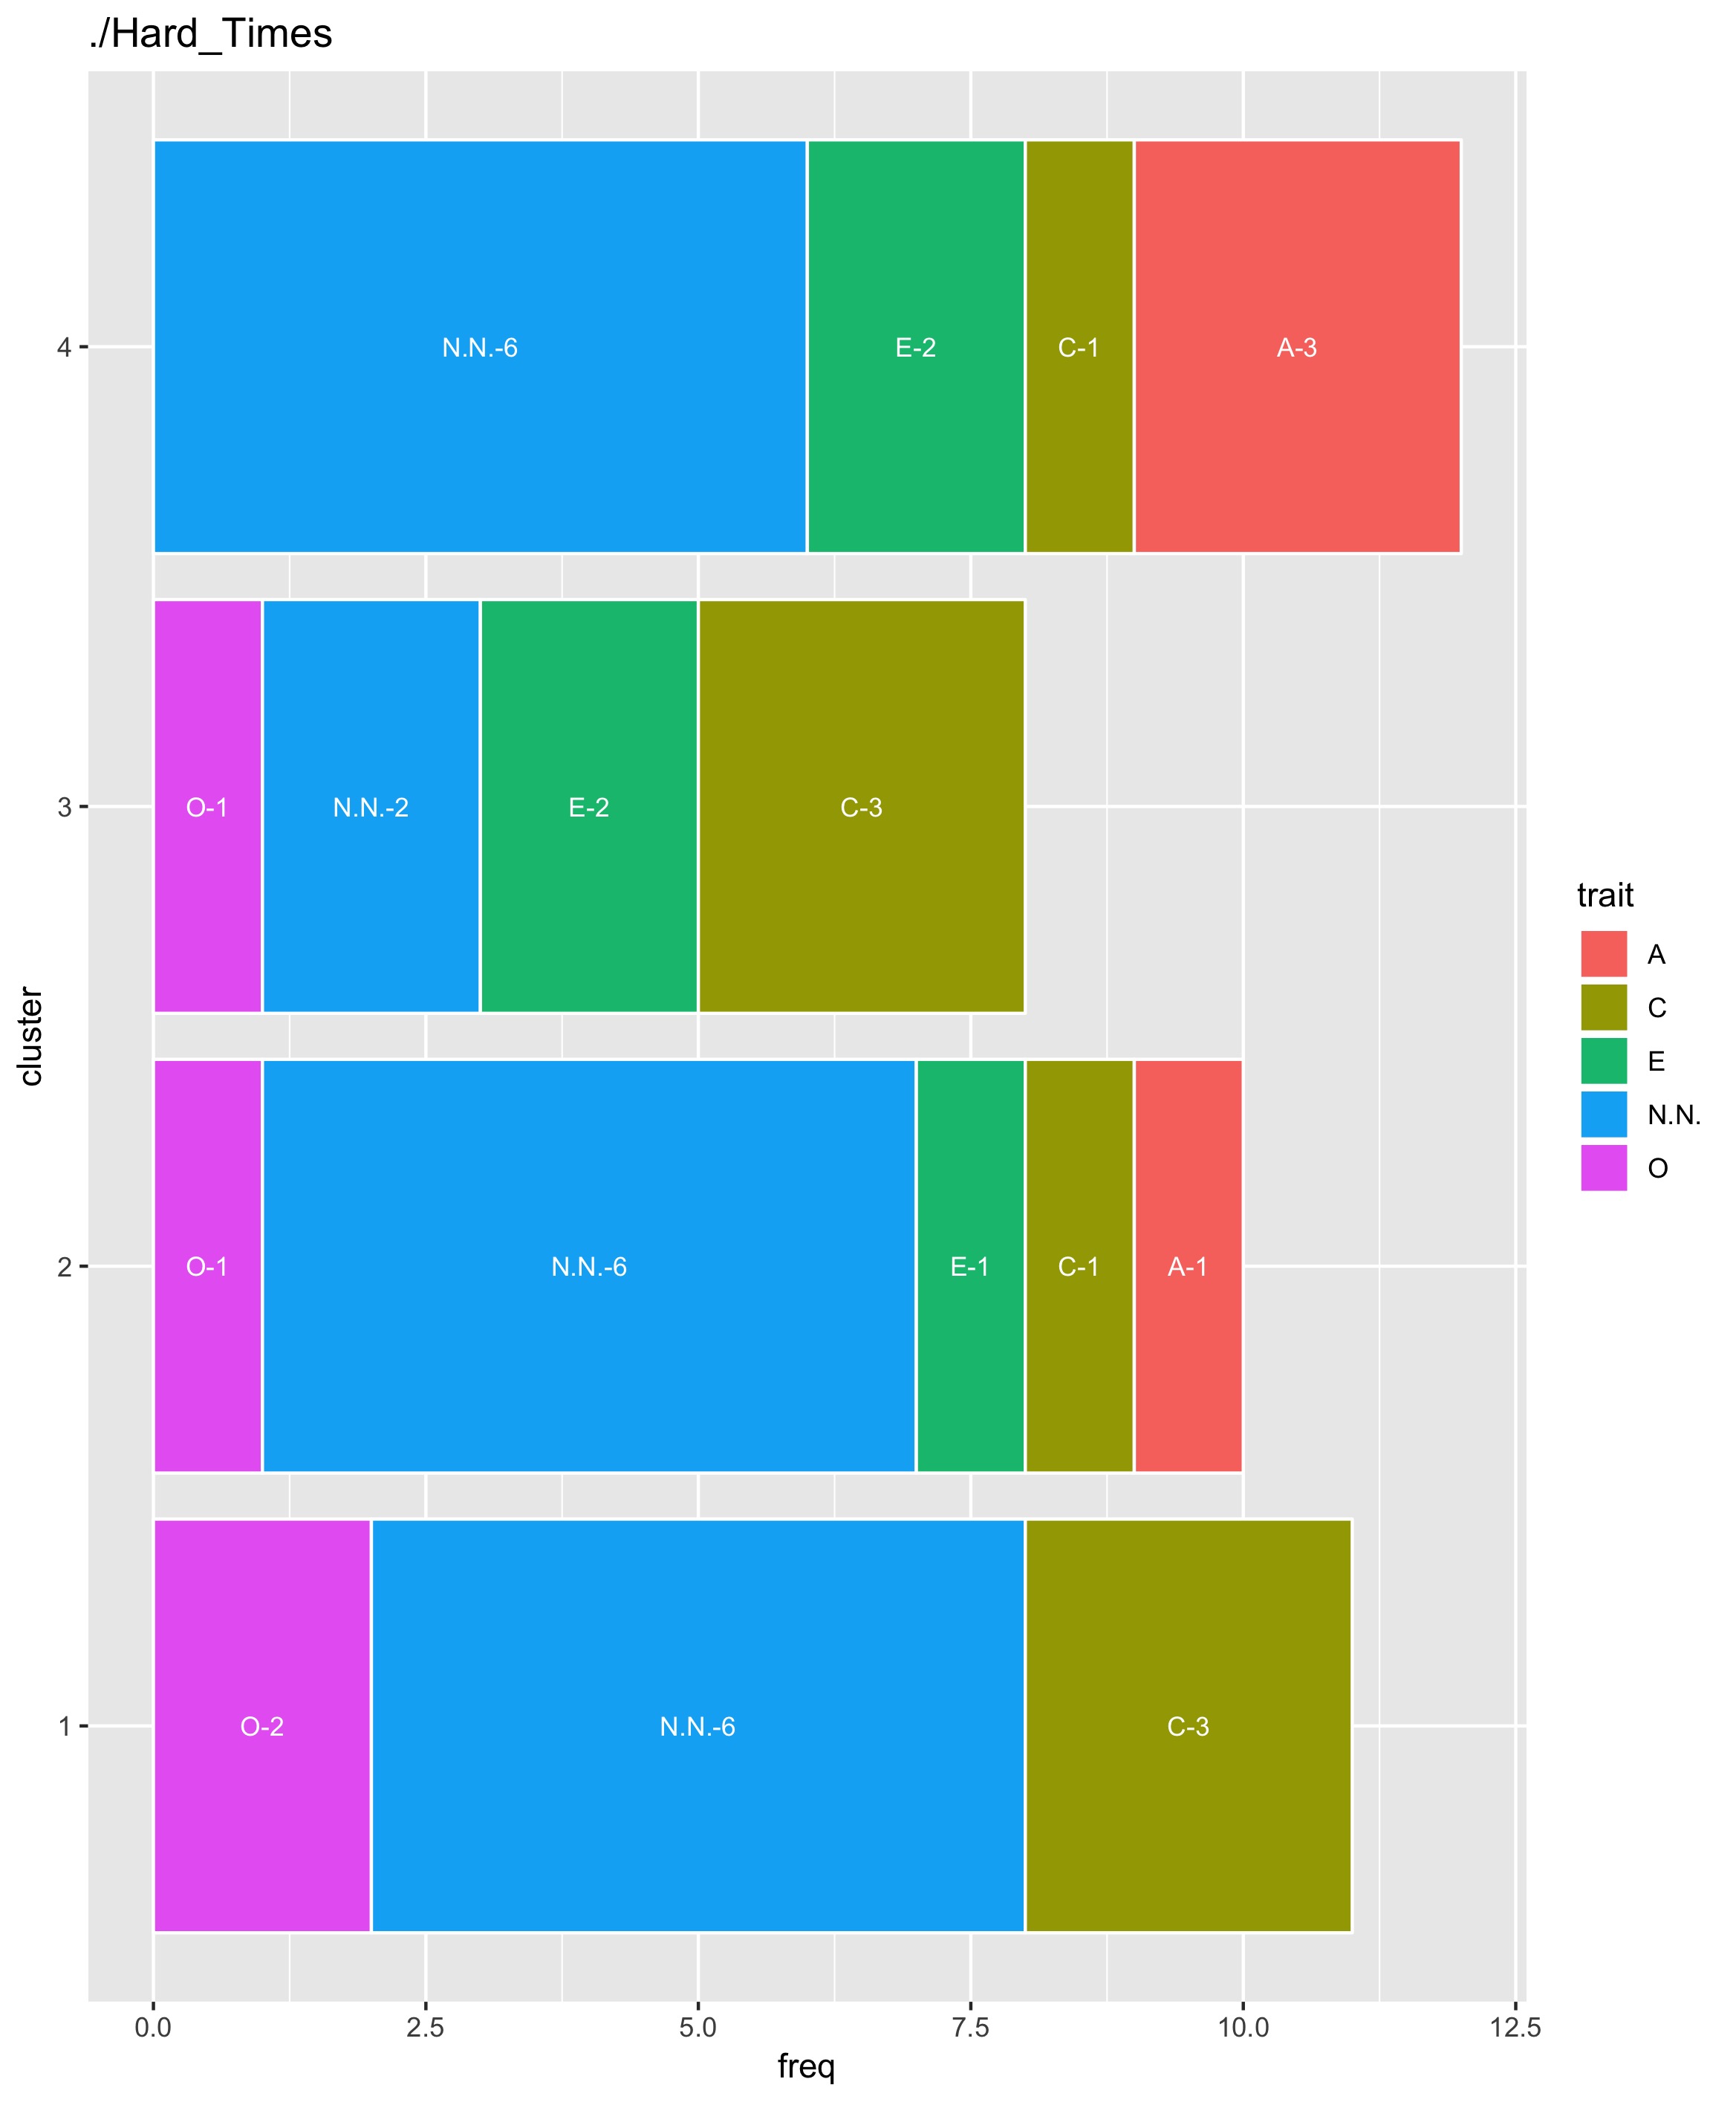 ./Hard_Times
4
N.N.-6 E-2 C-1 A-3
3
O-1 N.N.-2 E-2 C-3
cluster
2
O-1 N.N.-6 E-1 C-1 A-1
1
O-2 N.N.-6 C-3
0.0 2.5 5.0 7.5 10.0 12.5
freq
trait
A
C
E
N.N.
O